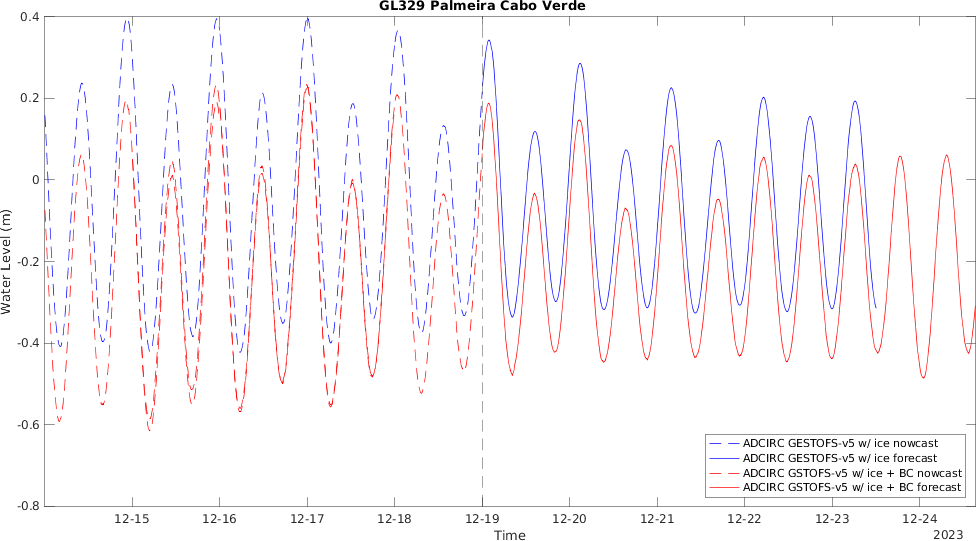 GL329 Palmeira Cabo Verde
Water Level (m)
0.4
0.2
0
-0.2
-0.4
-0.6
-0.8
ADCIRC GESTOFS-v5 w/ ice nowcast
ADCIRC GESTOFS-v5 w/ ice forecast
ADCIRC GSTOFS-v5 w/ ice + BC nowcast
ADCIRC GSTOFS-v5 w/ ice + BC forecast
12-15 12-16 12-17 12-18 12-19 12-20 12-21 12-22 12-23 12-24
Time
2023